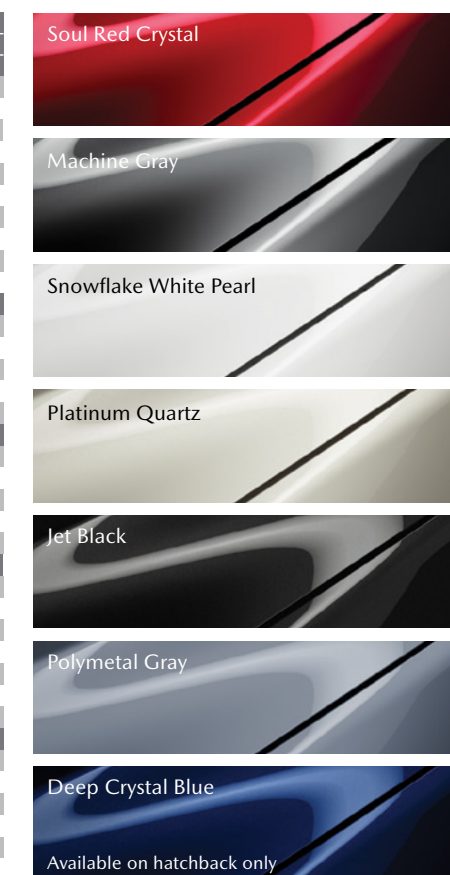 Soul Red Crystal
Machine Gray
Snowflake White Pearl
Platinum Quartz
Jet Black
Polymetal Gray
Deep Crystal Blue
Available on hatchback only